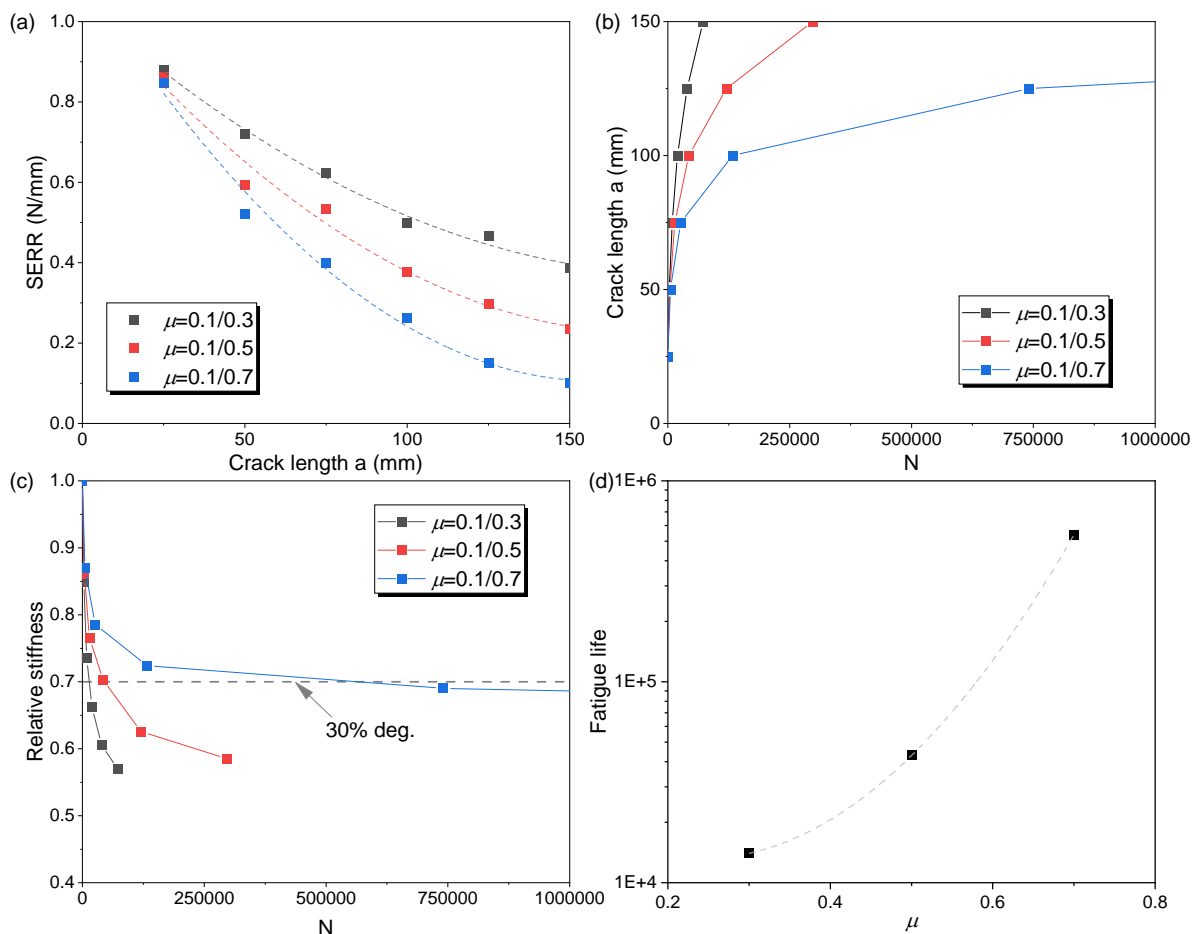 (a)
1.0
0.8
0.6
0.4
0.2
0.0
SERR (N/mm)
μ=0.1/0.3
μ=0.1/0.5
μ=0.1/0.7
0
50
100
150
Crack length a (mm)
(b)
150
100
50
0
Crack length a (mm)
μ=0.1/0.3
μ=0.1/0.5
μ=0.1/0.7
0
250000
500000
750000
1000000
N
(c)
1.0
0.9
0.8
0.7
0.6
0.5
0.4
Relative stiffness
μ=0.1/0.3
μ=0.1/0.5
μ=0.1/0.7
30% deg.
0
250000
500000
750000
1000000
N
(d)
1E+6
1E+5
1E+4
Fatigue life
0.2
0.4
0.6
0.8
μ